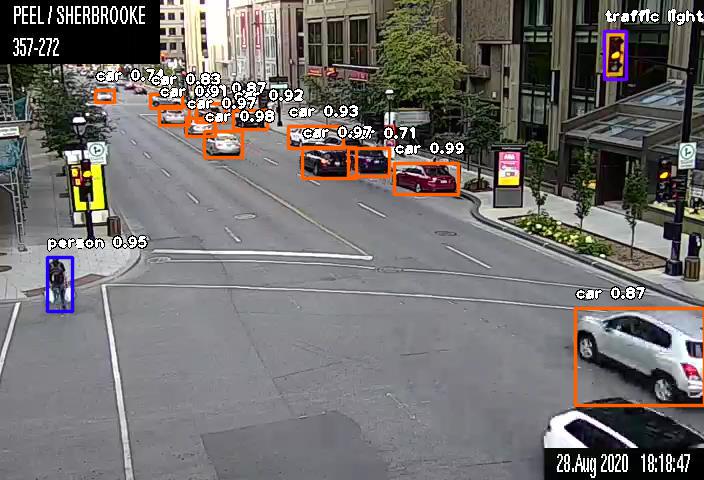 PEEL / SHERBROOKE
357-272
traffic light
car 0.74
car 0.83
car 0.91
0.87
car 0.97
0.92
car 0.98
car 0.93
car 0.97
0.71
car 0.99
person 0.95
car 0.87
28.Aug 2020 18:18:47